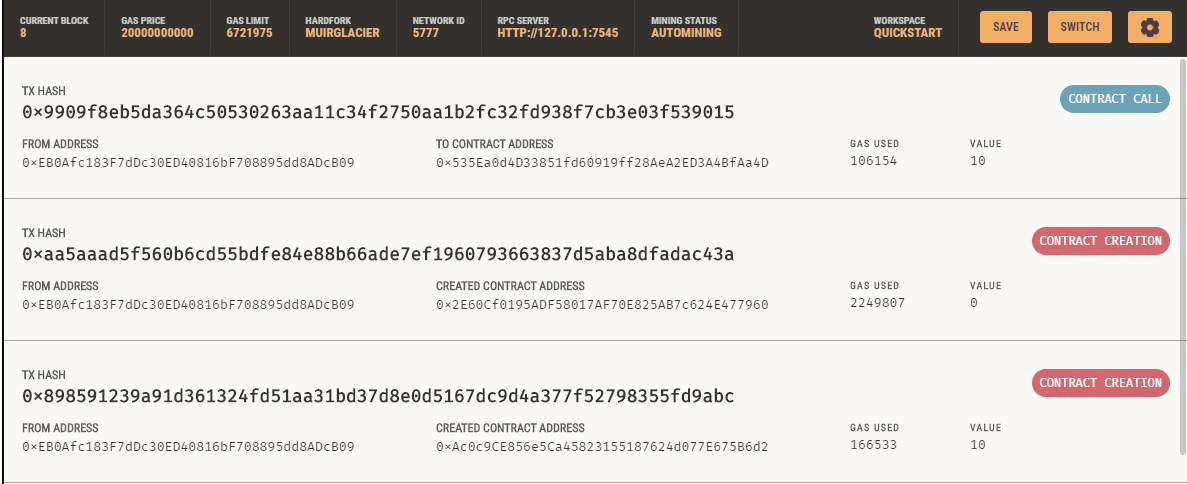 CURRENT BLOCK GAS PRICE GAS LIMIT HARDFORK NETWORK ID RPC SERVER MINING STATUS WORKSPACE
8 20000000000 6721975 MUIRGLACIER 5777 HTTP://127.0.0.1:7545 AUTOMINING QUICKSTART SAVE SWITCH
TX HASH
0×9909f8eb5da364c50530263aa11c34f2750aa1b2fc32fd938f7cb3e03f539015 CONTRACT CALL
FROM ADDRESS TO CONTRACT ADDRESS GAS USED VALUE
0×EB0Afc183F7dDc30ED40816bF708895dd8ADcB09 0×535Ea0d4D33851fd60919ff28AeA2ED3A4BfAa4D 106154 10
TX HASH
0×aa5aaad5f560b6cd55bdfe84e88b66ade7ef1960793663837d5aba8dfadac43a CONTRACT CREATION
FROM ADDRESS CREATED CONTRACT ADDRESS GAS USED VALUE
0×EB0Afc183F7dDc30ED40816bF708895dd8ADcB09 0×2E60Cf0195ADF58017AF70E825AB7c624E477960 2249807 0
TX HASH
0×898591239a91d361324fd51aa31bd37d8e0d5167dc9d4a377f52798355fd9abc CONTRACT CREATION
FROM ADDRESS CREATED CONTRACT ADDRESS GAS USED VALUE
0×EB0Afc183F7dDc30ED40816bF708895dd8ADcB09 0×Ac0c9CE856e5Ca45823155187624d077E675B6d2 166533 10